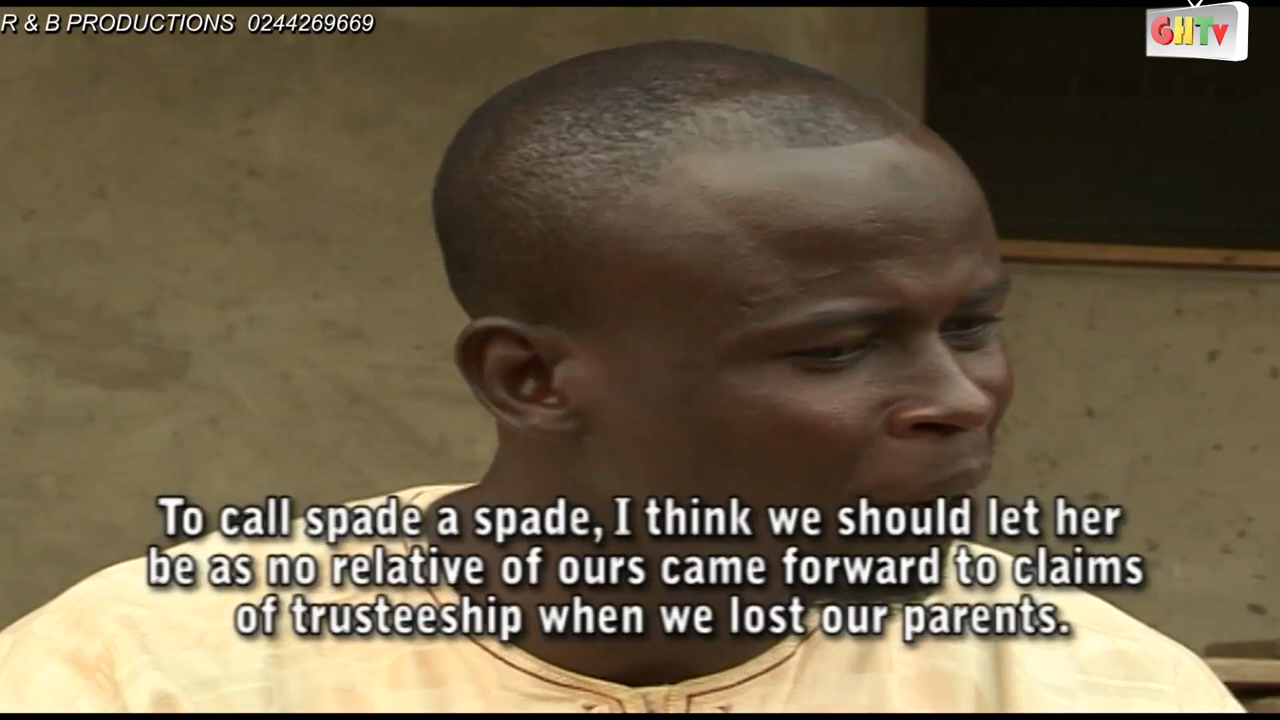 R & B PRODUCTIONS 0244269669
GHTv
To call spade a spade, I think we should let her
be as no relative of ours came forward to claims
of trusteeship when we lost our parents.